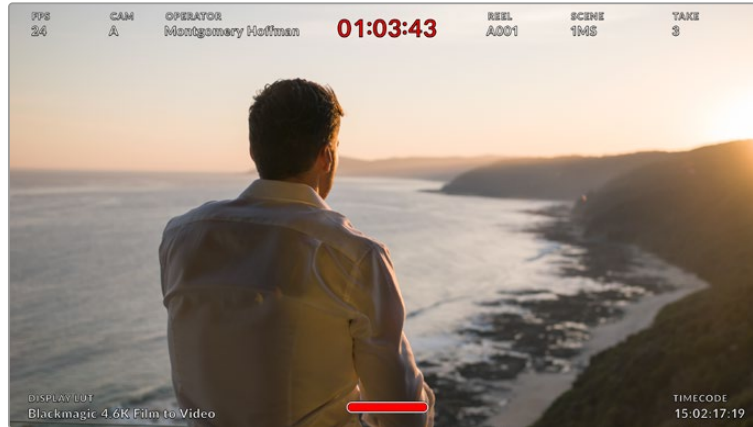 FPS CAM OPERATOR REEL SCENE TAKE
24 A Montgomery Hoffman 01:03:43 A001 1MS 3
DISPLAY LUT TIMECODE
Blackmagic 4.6K Film to Video 15:02:17:19